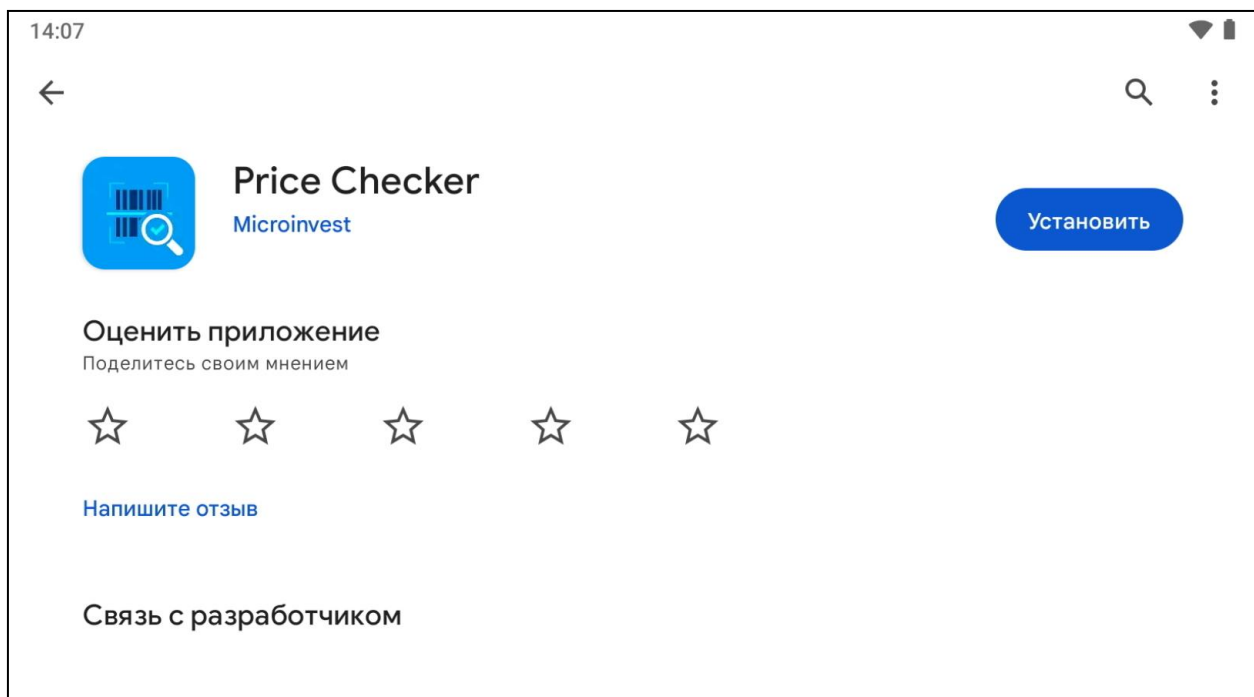 14:07
Price Checker
Microinvest
Установить
Оценить приложение
Поделитесь своим мнением
Напишите отзыв
Связь с разработчиком